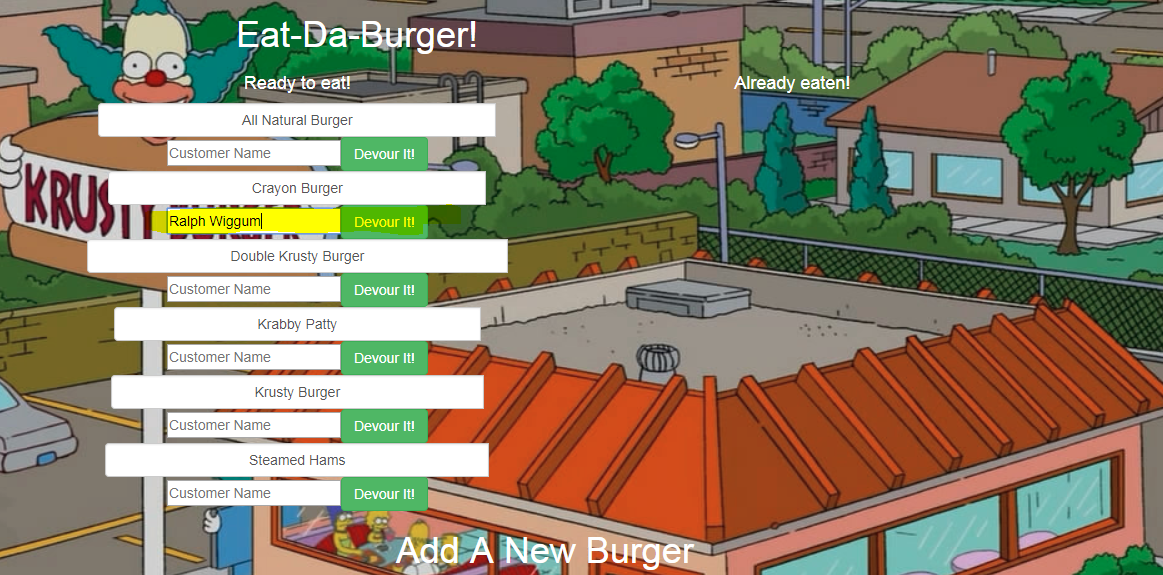 Eat-Da-Burger!
Ready to eat!
Already eaten!
All Natural Burger
Customer Name Devour It!
Crayon Burger
Ralph Wiggum Devour It!
Double Krusty Burger
Customer Name Devour It!
Krabby Patty
Customer Name Devour It!
Krusty Burger
Customer Name Devour It!
Steamed Hams
Customer Name Devour It!
Add A New Burger
KRUSTY